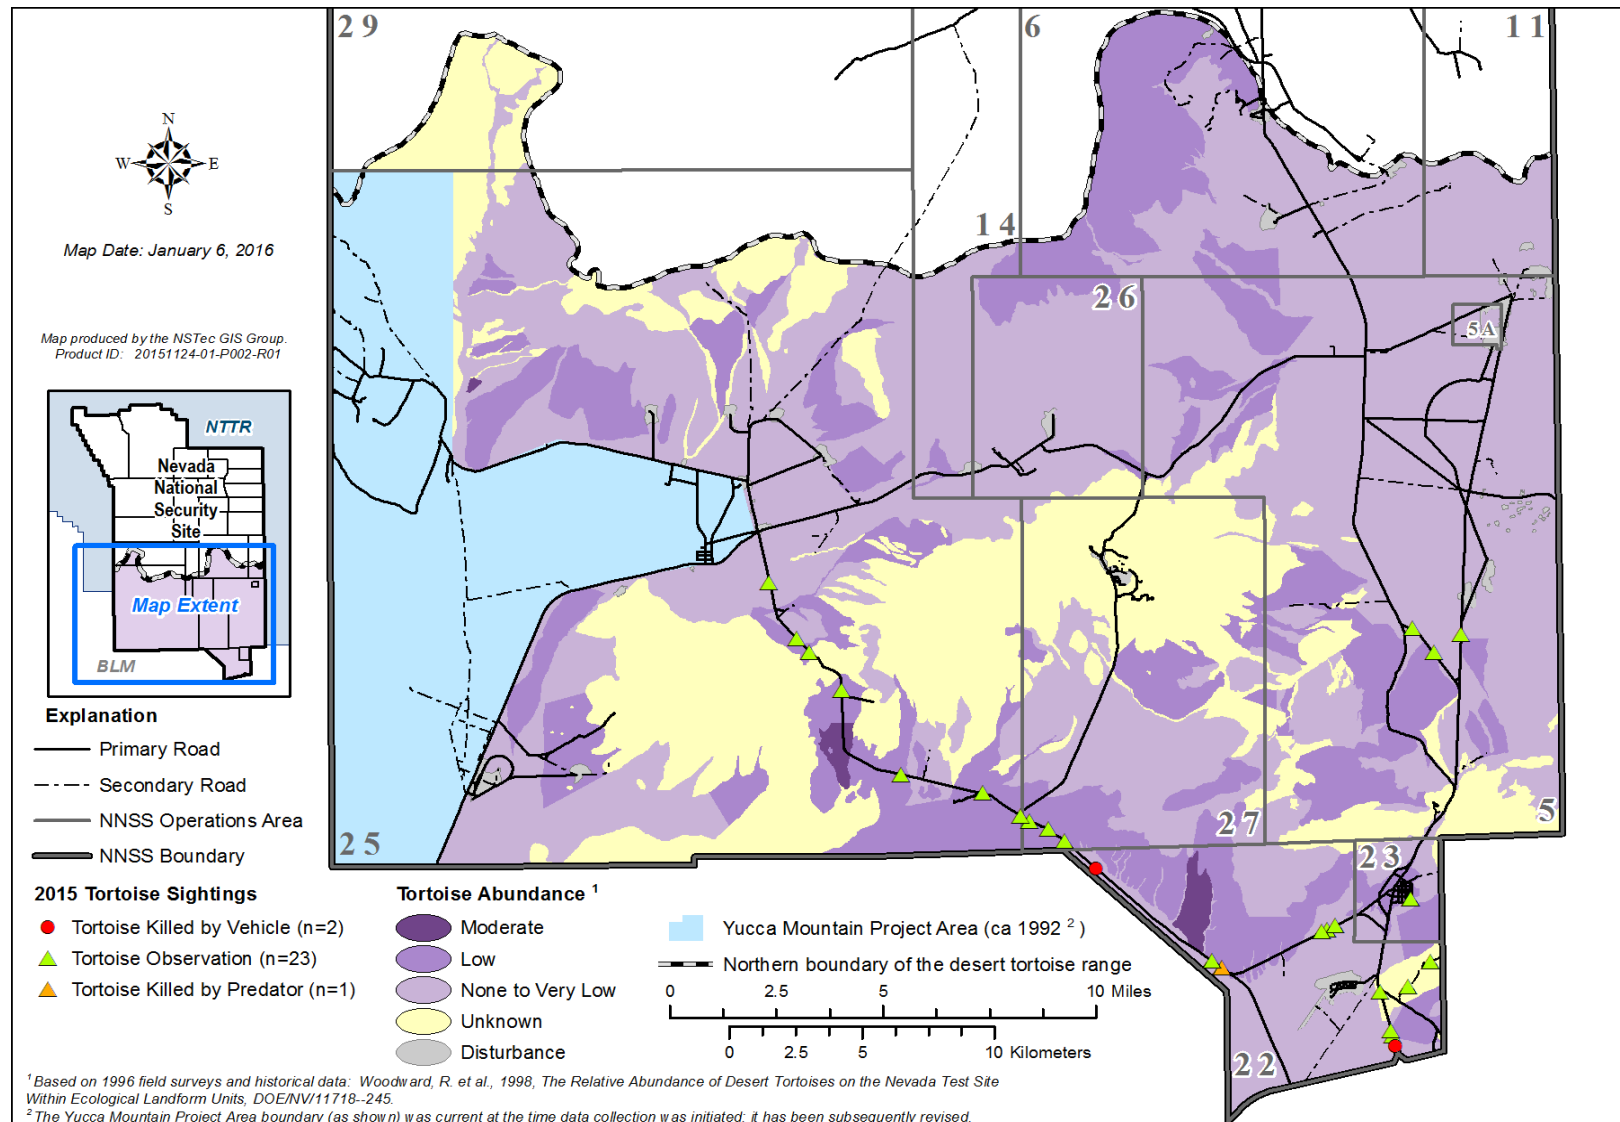 29
6
11
N
W E
S
14
Map Date: January 6, 2016
26
5A
Map produced by the NSTec GIS Group.
Product ID: 20151124-01-P002-R01
NTTR
Nevada
National
Security
Site
Map Extent
BLM
25
27
5
23
22
Explanation
Primary Road
Secondary Road
NNSS Operations Area
NNSS Boundary
2015 Tortoise Sightings
Tortoise Killed by Vehicle (n=2)
Tortoise Observation (n=23)
Tortoise Killed by Predator (n=1)
Tortoise Abundance 1
Moderate
Low
None to Very Low
Unknown
Disturbance
Yucca Mountain Project Area (ca 1992 2 )
Northern boundary of the desert tortoise range
0 2.5 5 10 Miles
0 2.5 5 10 Kilometers
1 Based on 1996 field surveys and historical data: Woodward, R. et al., 1998, The Relative Abundance of Desert Tortoises on the Nevada Test Site
Within Ecological Landform Units, DOE/NV/11718--245.
2 The Yucca Mountain Project Area boundary (as shown) was current at the time data collection was initiated; it has been subsequently revised.